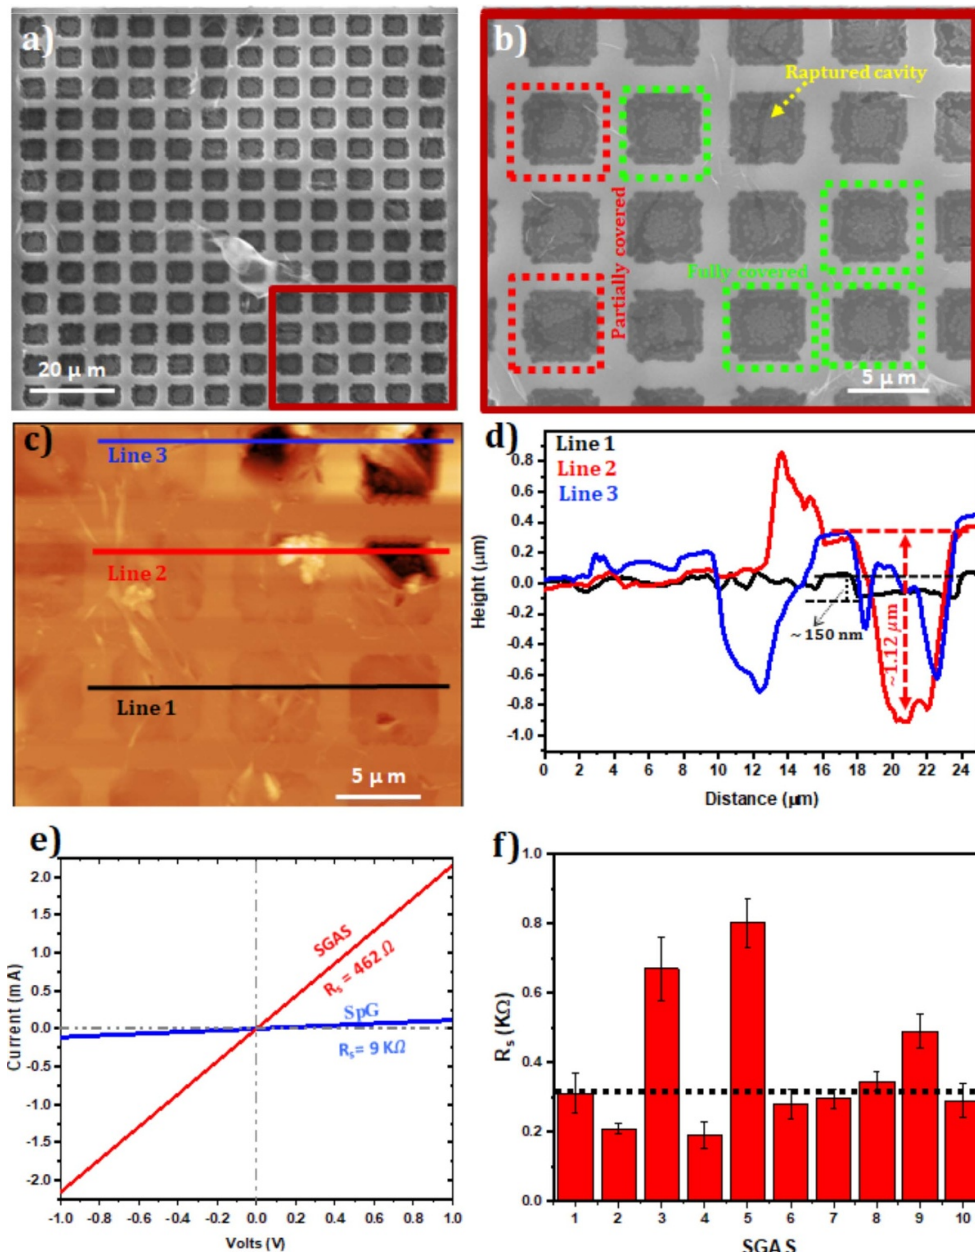 a)
20 μ m
b)
Raptured cavity
Partially covered
Fully covered
5 μ m
c)
Line 3
Line 2
Line 1
5 μ m
d)
Line 1
Line 2
Line 3
Height (μm)
0.8
0.6
0.4
0.2
0.0
-0.2
-0.4
-0.6
-0.8
-1.0
~ 150 nm
~1.12 μm
0 2 4 6 8 10 12 14 16 18 20 22 24
Distance (μm)
e)
Current (mA)
2.0
1.5
1.0
0.5
0.0
-0.5
-1.0
-1.5
-2.0
SGAS
Rs = 462 Ω
SpG
Rs= 9 KΩ
-1.0 -0.8 -0.6 -0.4 -0.2 0.0 0.2 0.4 0.6 0.8 1.0
Volts (V)
f)
Rs (KΩ)
1.0
0.8
0.6
0.4
0.2
0.0
1 2 3 4 5 6 7 8 9 10
SGAS